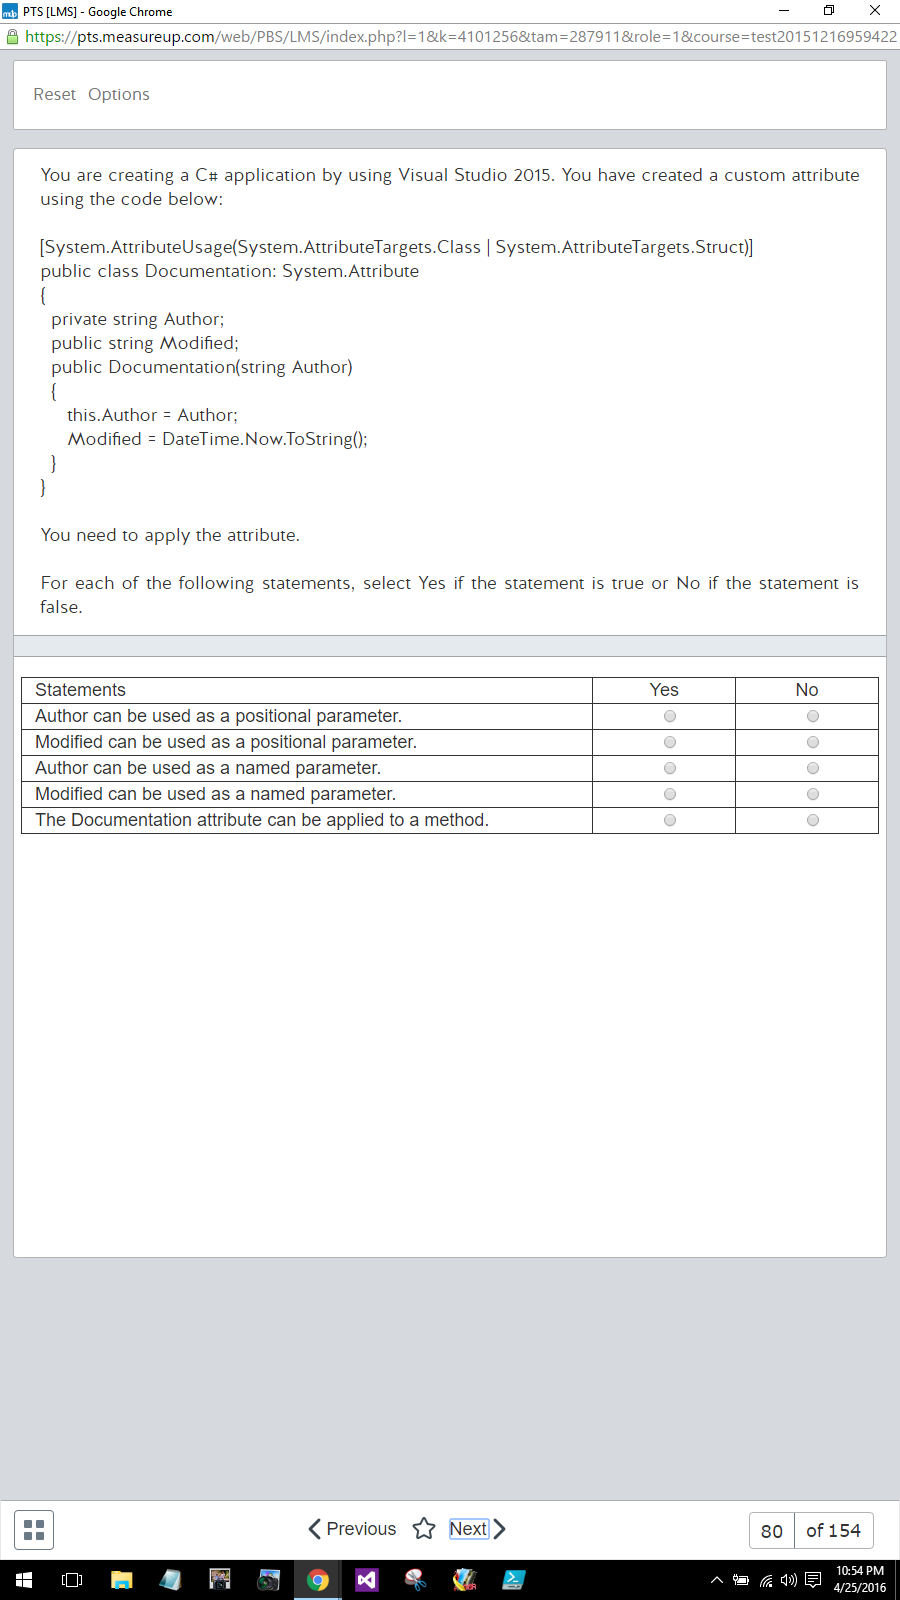 mup PTS [LMS] - Google Chrome
https://pts.measureup.com/web/PBS/LMS/index.php?l=1&k=4101256&tam=287911&role=1&course=test20151216959422
Reset Options
You are creating a C# application by using Visual Studio 2015. You have created a custom attribute
using the code below:
[System.AttributeUsage(System.AttributeTargets.Class | System.AttributeTargets.Struct)]
public class Documentation: System.Attribute
{
private string Author;
public string Modified;
public Documentation(string Author)
{
this.Author = Author;
Modified = DateTime.Now.ToString();
}
}
You need to apply the attribute.
For each of the following statements, select Yes if the statement is true or No if the statement is
false.
Statements Yes No
Author can be used as a positional parameter.
Modified can be used as a positional parameter.
Author can be used as a named parameter.
Modified can be used as a named parameter.
The Documentation attribute can be applied to a method.
Previous Next 80 of 154
10:54 PM
4/25/2016